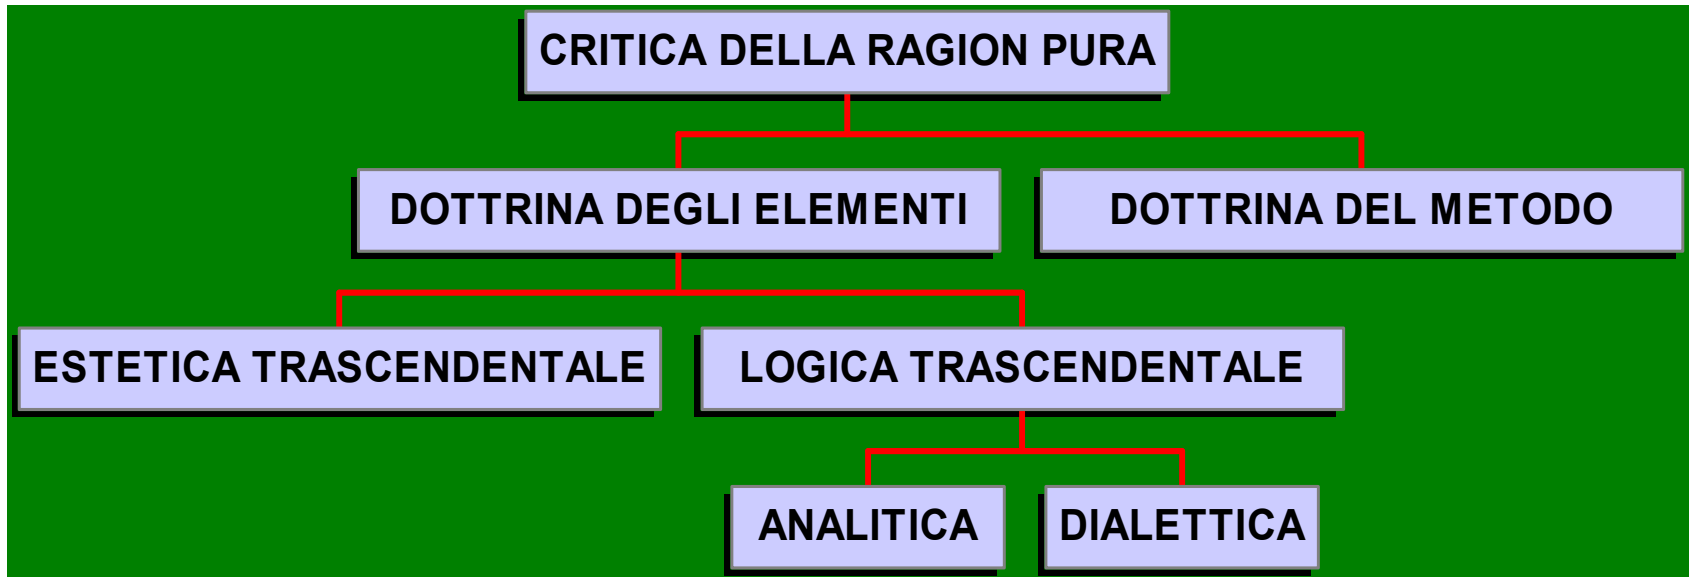 CRITICA DELLA RAGION PURA
DOTTRINA DEGLI ELEMENTI
DOTTRINA DEL METODO
ESTETICA TRASCENDENTALE
LOGICA TRASCENDENTALE
ANALITICA
DIALETTICA